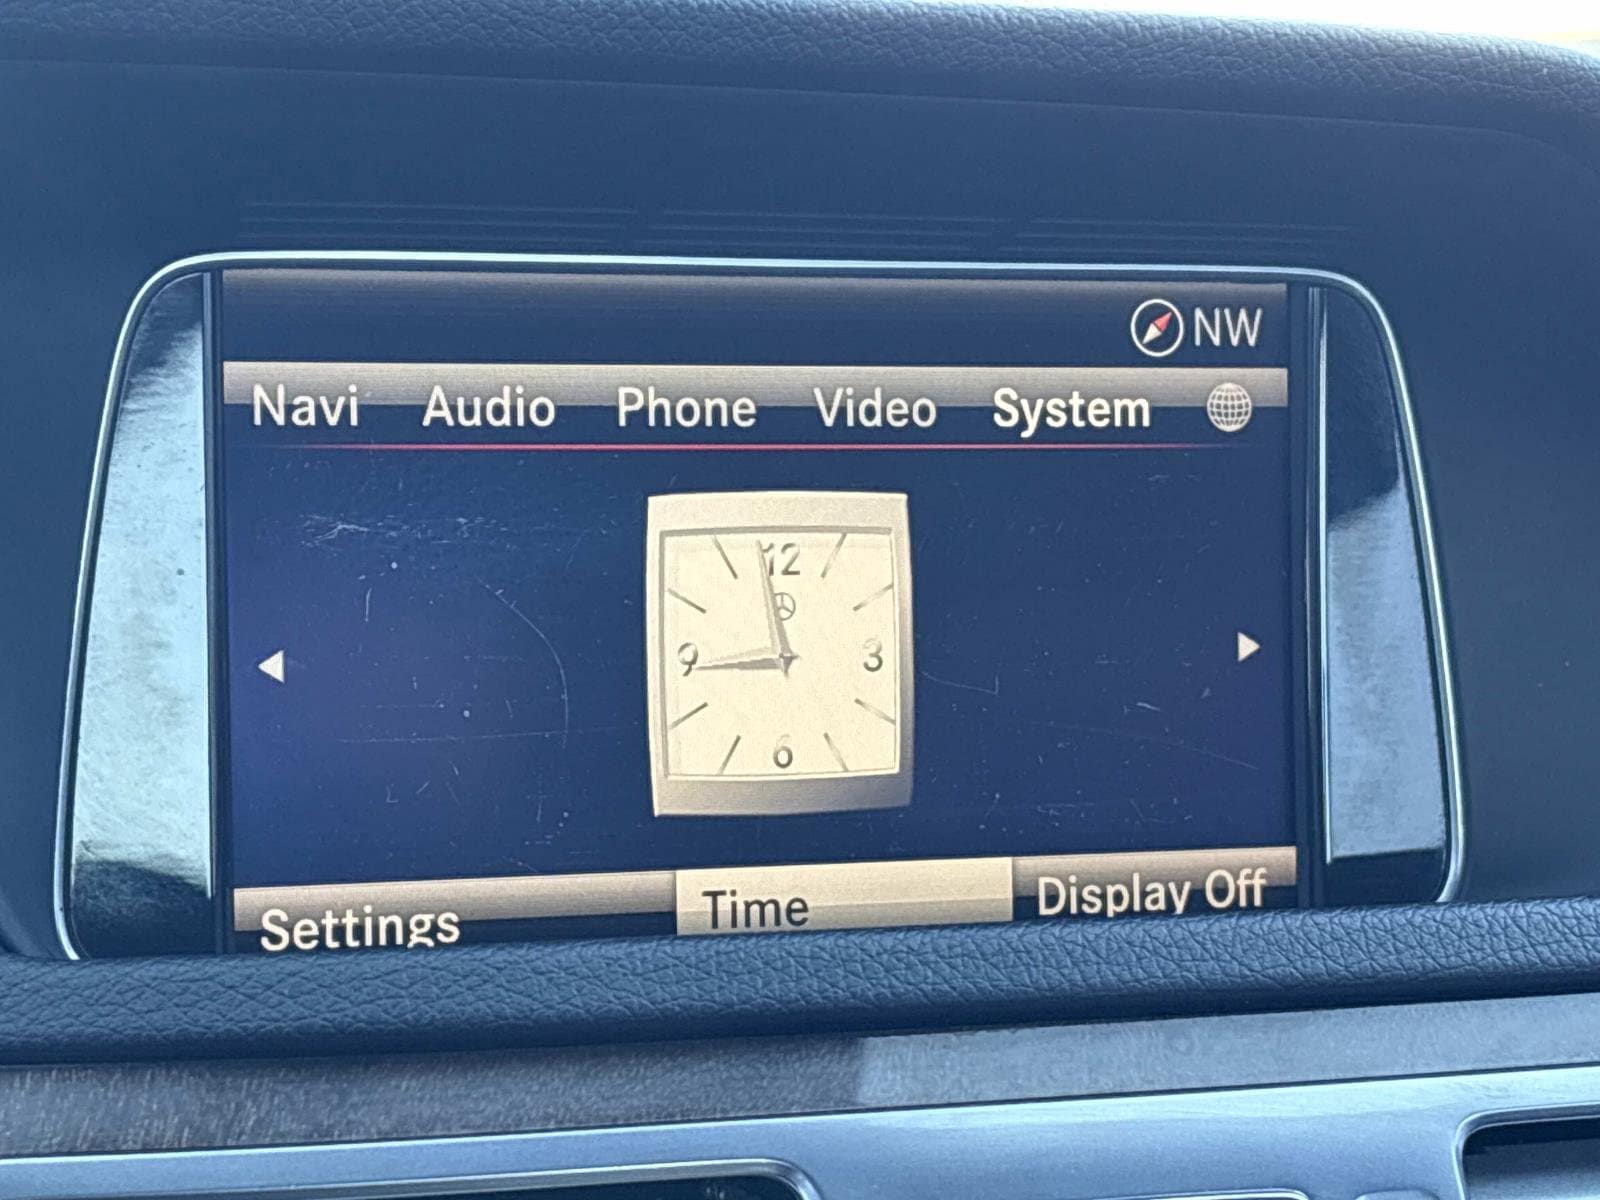 NW
Navi Audio Phone Video System
12
9 3
6
Settings Time Display Off